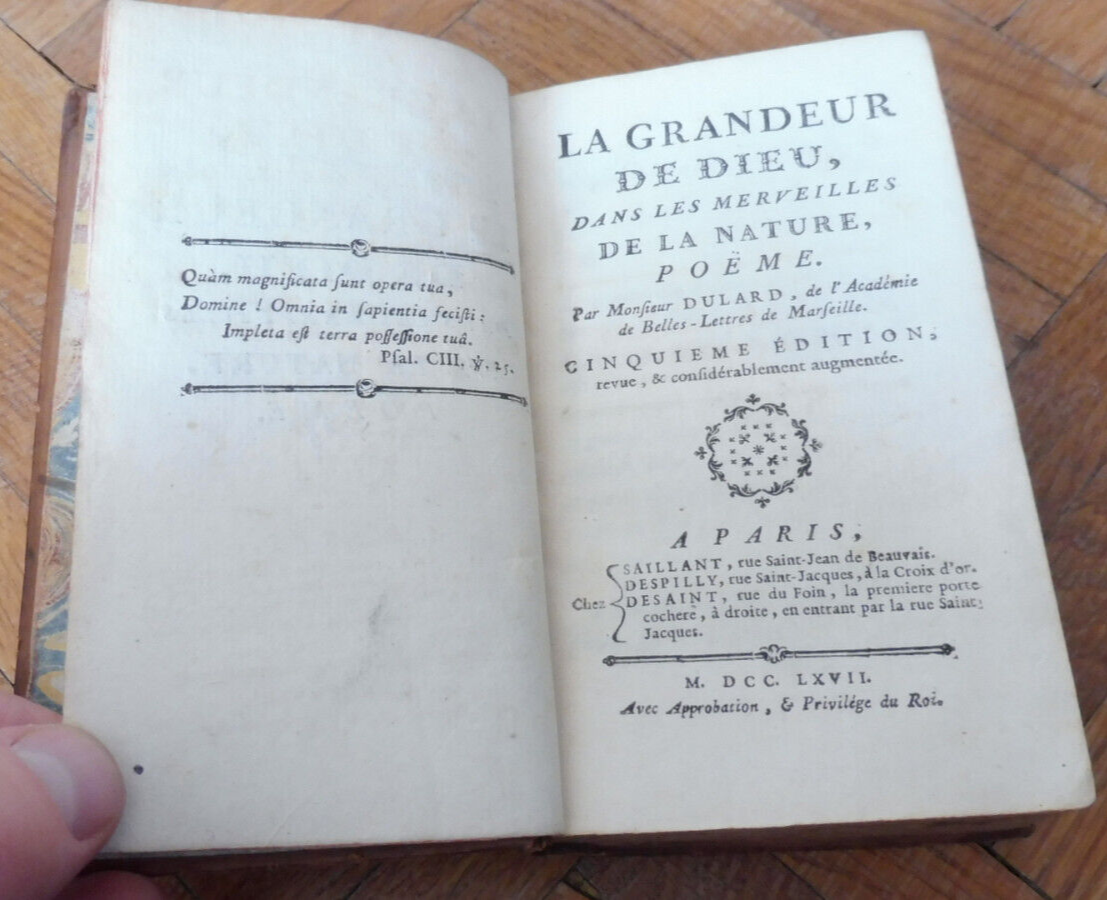 Quàm magnificata ſunt opera tua,
Domine ! Omnia in ſapientia feciſti :
Impleta eſt terra poſſeſſione tuâ.
Pſal. CIII. ℣. 25.
LA GRANDEUR
DE DIEU,
DANS LES MERVEILLES
DE LA NATURE,
POËME.
Par Monſieur DULARD, de l'Académie
de Belles-Lettres de Marſeille.
CINQUIEME ÉDITION,
revue, & conſidérablement augmentée.
A PARIS,
SAILLANT, rue Saint-Jean de Beauvais.
DESPILLY, rue Saint-Jacques, à la Croix d'or.
Chez DESAINT, rue du Foin, la premiere porte
cochere, à droite, en entrant par la rue Saint-
Jacques.
M. DCC. LXVII.
Avec Approbation, & Privilége du Roi.